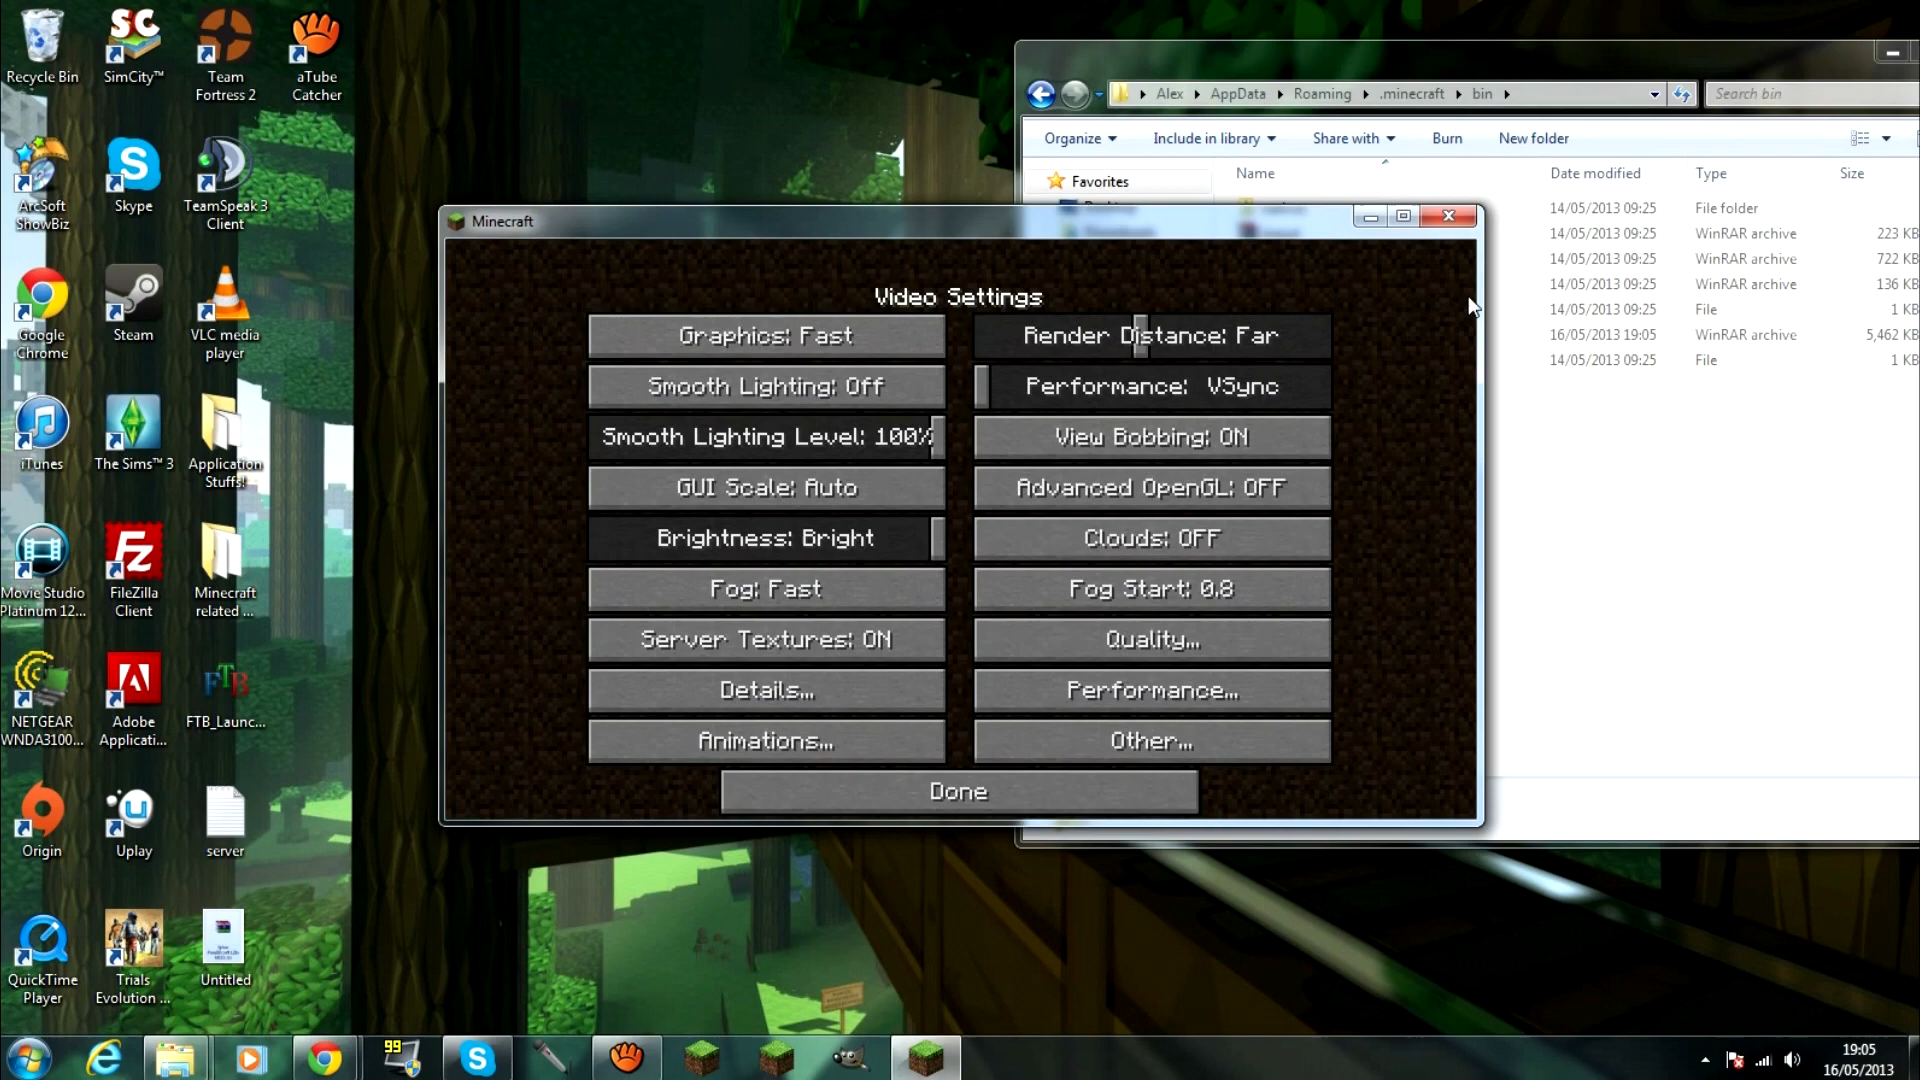 Recycle Bin
SimCity™
Team
Fortress 2
aTube
Catcher
ArcSoft
ShowBiz
Skype
TeamSpeak 3
Client
Google
Chrome
Steam
VLC media
player
iTunes
The Sims™ 3
Application
Stuffs!
Movie Studio
Platinum 12...
FileZilla
Client
Minecraft
related ...
NETGEAR
WNDA3100...
Adobe
Applicati...
FTB_Launc...
Origin
Uplay
server
QuickTime
Player
Trials
Evolution ...
Untitled
Alex AppData Roaming .minecraft bin
Search bin
Organize Include in library Share with Burn New folder
Favorites
Name Date modified Type Size
14/05/2013 09:25 File folder
14/05/2013 09:25 WinRAR archive 223 KB
14/05/2013 09:25 WinRAR archive 722 KB
14/05/2013 09:25 WinRAR archive 136 KB
14/05/2013 09:25 File 1 KB
16/05/2013 19:05 WinRAR archive 5,462 KB
14/05/2013 09:25 File 1 KB
Minecraft
Video Settings
Graphics: Fast
Render Distance: Far
Smooth Lighting: Off
Performance: VSync
Smooth Lighting Level: 100%
View Bobbing: ON
GUI Scale: Auto
Advanced OpenGL: OFF
Brightness: Bright
Clouds: OFF
Fog: Fast
Fog Start: 0.8
Server Textures: ON
Quality...
Details...
Performance...
Animations...
Other...
Done
99
19:05
16/05/2013